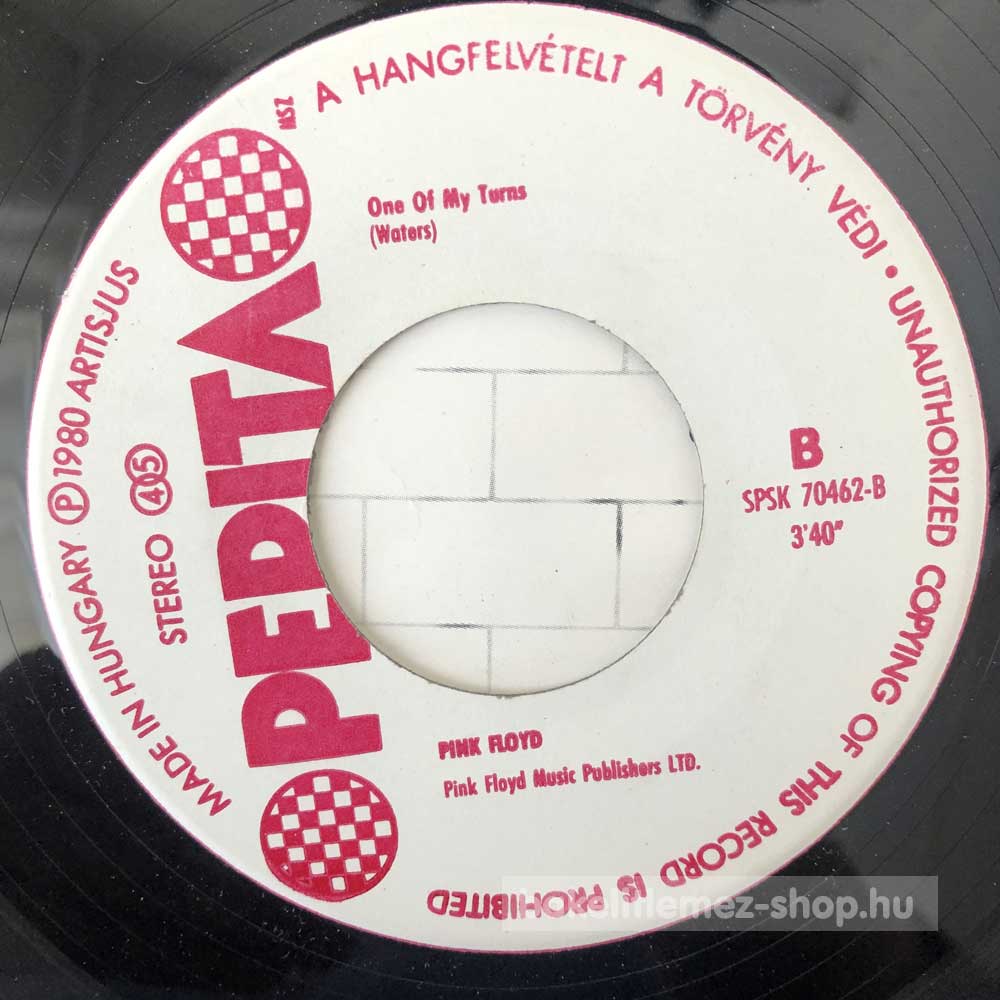 MADE IN HUNGARY Ⓟ 1980 ARTISJUS
MSZ
A HANGFELVÉTELT A TÖRVÉNY VÉDI • UNAUTHORIZED COPYING OF THIS RECORD IS PROHIBITED
STEREO 45
PEPITA
One Of My Turns
(Waters)
B
SPSK 70462-B
3'40"
PINK FLOYD
Pink Floyd Music Publishers LTD.